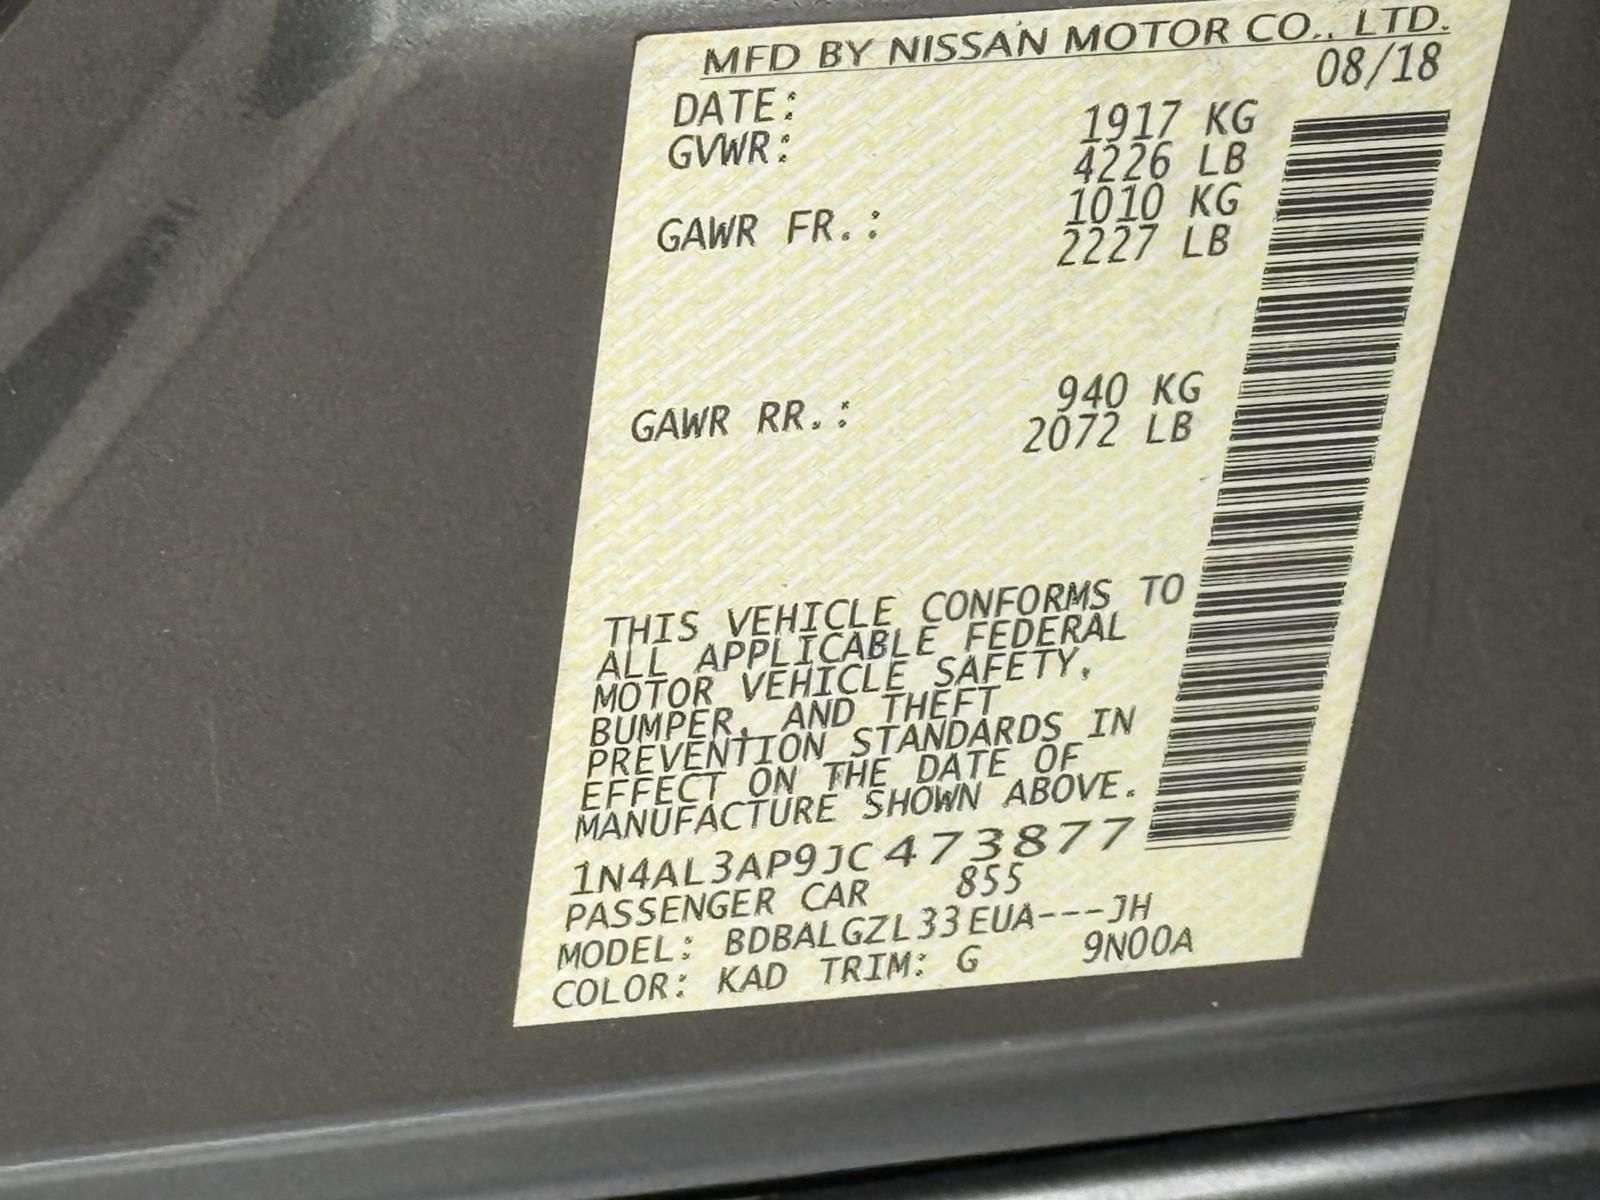 MFD BY NISSAN MOTOR CO., LTD.
DATE: 08/18
GVWR: 1917 KG
4226 LB
GAWR FR.: 1010 KG
2227 LB
GAWR RR.: 940 KG
2072 LB
THIS VEHICLE CONFORMS TO
ALL APPLICABLE FEDERAL
MOTOR VEHICLE SAFETY,
BUMPER, AND THEFT
PREVENTION STANDARDS IN
EFFECT ON THE DATE OF
MANUFACTURE SHOWN ABOVE.
1N4AL3AP9JC473877
PASSENGER CAR 855
MODEL: BDBALGZL33EUA---JH
COLOR: KAD TRIM: G 9N00A